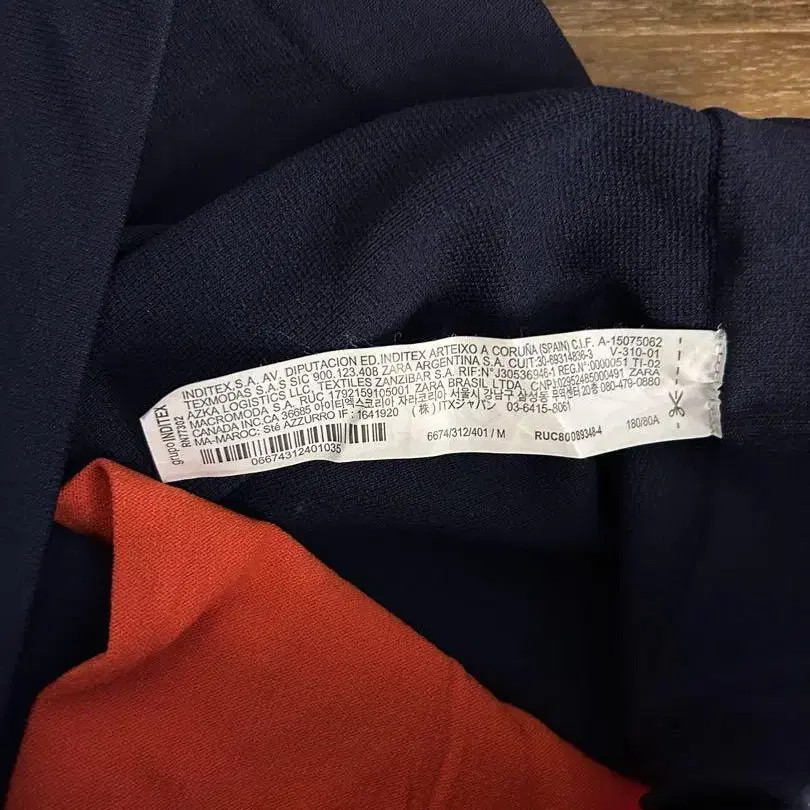 grupo INDITEX
ANT 2202
INDITEX,S.A. AV. DIPUTACION ED.INDITEX ARTEIXO A CORUÑA (SPAIN) C.I.F. A-15075062
TEXMODAS S.A.S SIC 900.123.408 ZARA ARGENTINA S.A. CUIT:30-69314836-3 V-310-01
AZKA LOGISTICS LLC. TEXTILES ZANZIBAR S.A. RIF:N°J30536946-1 REG.N°:0000051 TI-02
MACROMODA S.A. RUC 1792159105001 ZARA BRASIL LTDA. CNPJ:02952485000491 ZARA
CANADA INC.CA 36685 아이티엑스코리아 자라코리아 서울시 강남구 삼성동 무역센터 20층 080-479-0880
MA-MAROC: Sté AZZURRO IF : 1641920 (株) ITXジャパン 03-6415-8061
06674312401035
6674/312/401 / M
RUC80089348-4
180/80A